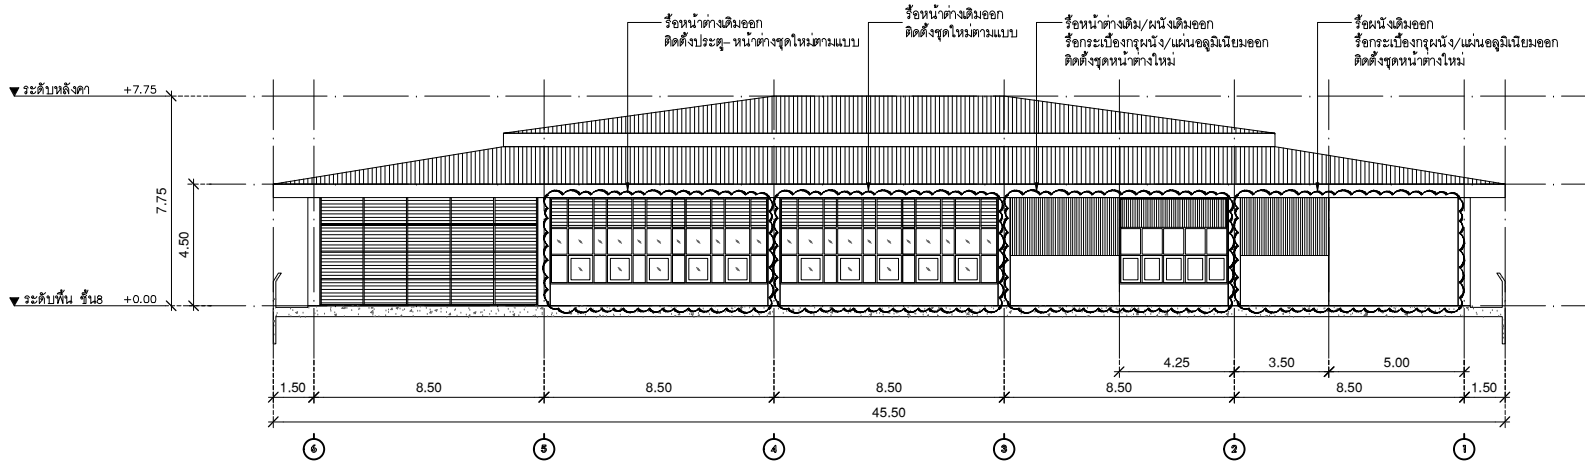 รื้อหน้าต่างเดิมออก
ติดตั้งประตู- หน้าต่างชุดใหม่ตามแบบ
รื้อหน้าต่างเดิมออก
ติดตั้งชุดใหม่ตามแบบ
รื้อหน้าต่างเดิม/ผนังเดิมออก
รื้อกระเบื้องกรุผนัง/แผ่นอลูมิเนียมออก
ติดตั้งชุดหน้าต่างใหม่
รื้อผนังเดิมออก
รื้อกระเบื้องกรุผนัง/แผ่นอลูมิเนียมออก
ติดตั้งชุดหน้าต่างใหม่
ระดับหลังคา +7.75
7.75
4.50
ระดับพื้น ชั้น8 +0.00
4.25 3.50 5.00
1.50 8.50 8.50 8.50 8.50 8.50 1.50
45.50
6 5 4 3 2 1